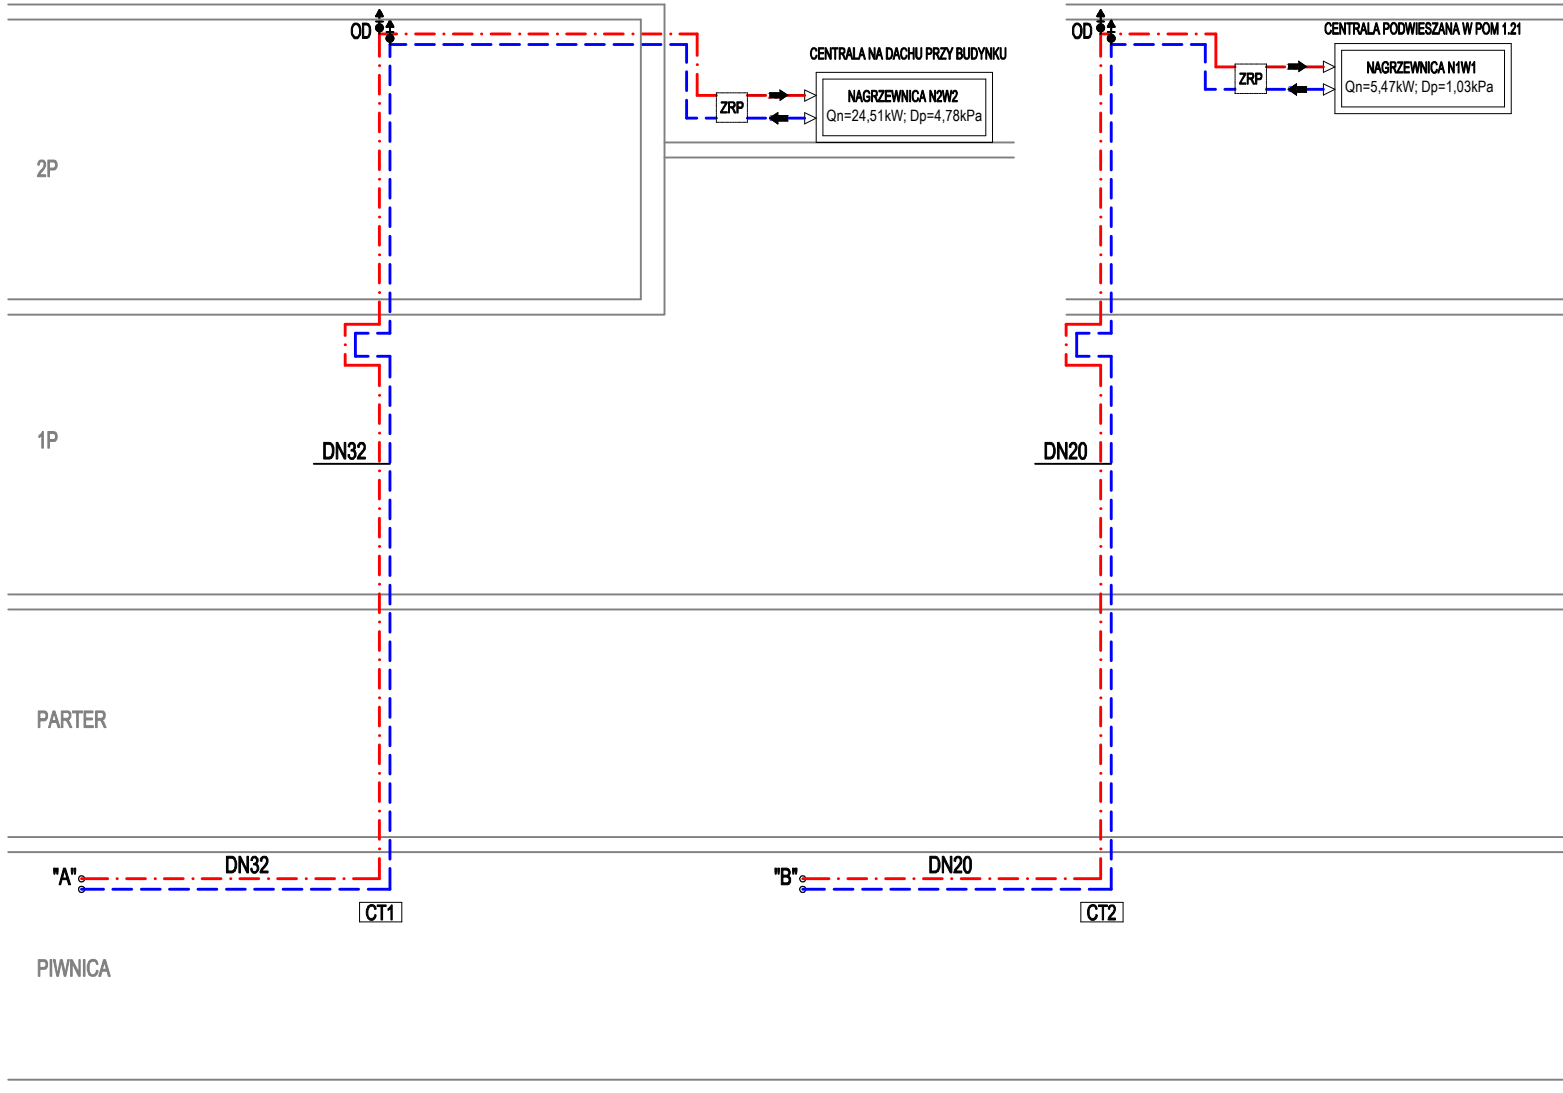 OD
CENTRALA NA DACHU PRZY BUDYNKU
ZRP
NAGRZEWNICA N2W2
Qn=24,51kW; Dp=4,78kPa
OD
CENTRALA PODWIESZANA W POM 1.21
ZRP
NAGRZEWNICA N1W1
Qn=5,47kW; Dp=1,03kPa
2P
1P
DN32
DN20
PARTER
"A"
DN32
CT1
"B"
DN20
CT2
PIWNICA